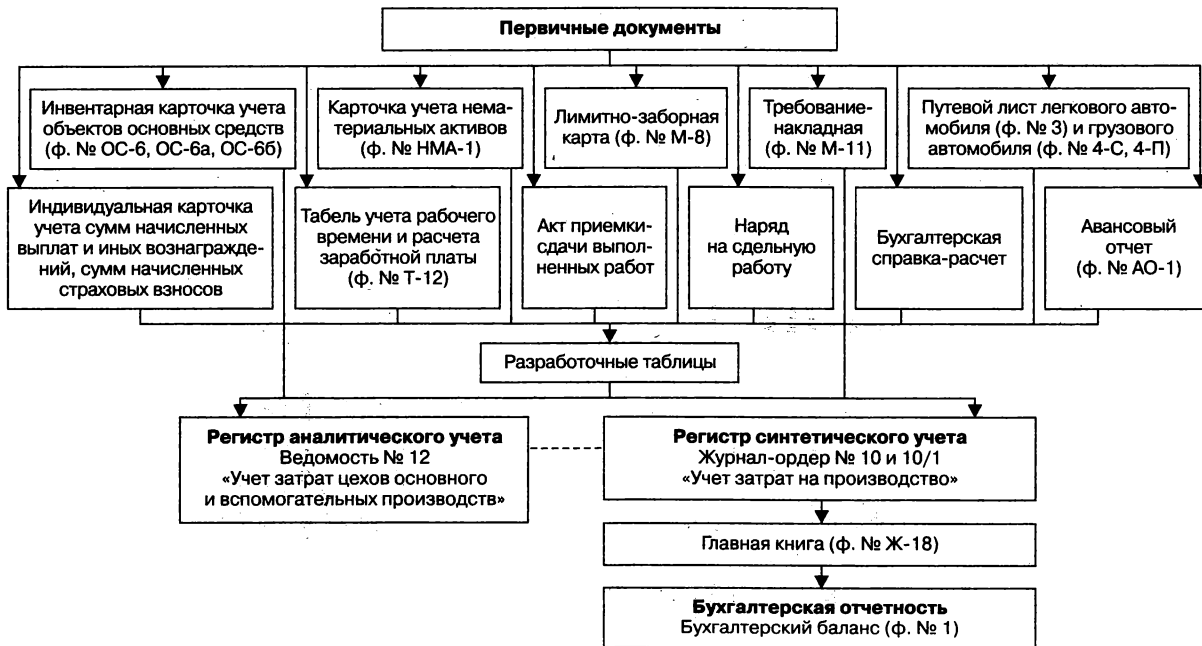 Первичные документы
Инвентарная карточка учета
объектов основных средств
(ф. № ОС-6, ОС-6а, ОС-6б)
Карточка учета нема-
териальных активов
(ф. № НМА-1)
Лимитно-заборная
карта (ф. № М-8)
Требование-
накладная
(ф. № М-11)
Путевой лист легкового авто-
мобиля (ф. № 3) и грузового
автомобиля (ф. № 4-С, 4-П)
Индивидуальная карточка
учета сумм начисленных
выплат и иных вознагражде-
ний, сумм начисленных
страховых взносов
Табель учета рабочего
времени и расчета
заработной платы
(ф. № Т-12)
Акт приемки-
сдачи выпол-
ненных работ
Наряд
на сдельную
работу
Бухгалтерская
справка-расчет
Авансовый
отчет
(ф. № АО-1)
Разработочные таблицы
Регистр аналитического учета
Ведомость № 12
«Учет затрат цехов основного
и вспомогательных производств»
Регистр синтетического учета
Журнал-ордер № 10 и 10/1
«Учет затрат на производство»
Главная книга (ф. № Ж-18)
Бухгалтерская отчетность
Бухгалтерский баланс (ф. № 1)